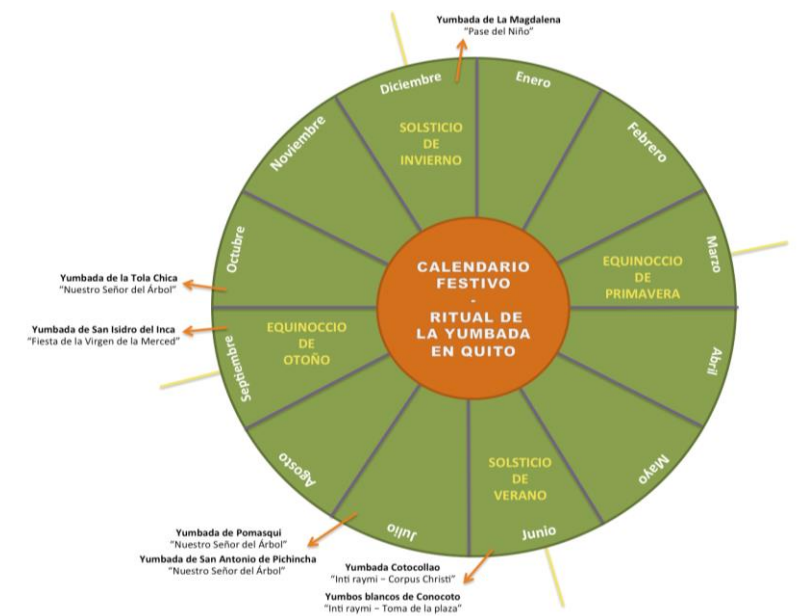 Yumbada de La Magdalena
“Pase del Niño”
Diciembre
Enero
Noviembre
Febrero
SOLSTICIO
DE
INVIERNO
Octubre
Marzo
EQUINOCCIO
DE
PRIMAVERA
CALENDARIO
FESTIVO
-
RITUAL DE
LA YUMBADA
EN QUITO
Yumbada de la Tola Chica
“Nuestro Señor del Árbol”
Yumbada de San Isidro del Inca
“Fiesta de la Virgen de la Merced”
EQUINOCCIO
DE
OTOÑO
Septiembre
Abril
Agosto
Mayo
SOLSTICIO
DE
VERANO
Julio
Junio
Yumbada de Pomasqui
“Nuestro Señor del Árbol”
Yumbada de San Antonio de Pichincha
“Nuestro Señor del Árbol”
Yumbada Cotocollao
“Inti raymi – Corpus Christi”
Yumbos blancos de Conocoto
“Inti raymi – Toma de la plaza”